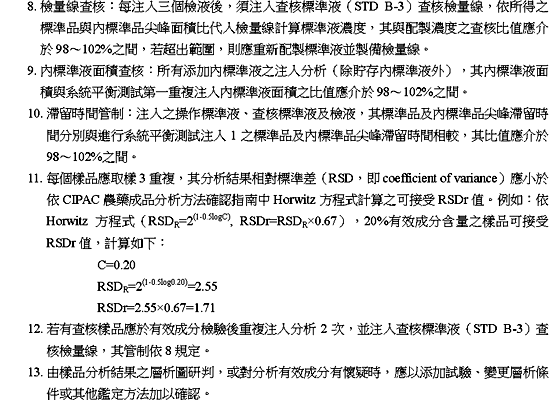 8. 檢量線查核：每注入三個檢液後，須注入查核標準液（STD B-3）查核檢量線，依所得之
標準品與內標準品尖峰面積比代入檢量線計算標準液濃度，其與配製濃度之查核比值應介
於 98～102%之間，若超出範圍，則應重新配製標準液並製備檢量線。
9. 內標準液面積查核：所有添加內標準液之注入分析（除貯存內標準液外），其內標準液面
積與系統平衡測試第一重複注入內標準液面積之比值應介於 98～102%之間。
10. 滯留時間管制：注入之操作標準液、查核標準液及檢液，其標準品及內標準品尖峰滯留時
間分別與進行系統平衡測試注入 1 之標準品及內標準品尖峰滯留時間相較，其比值應介於
98～102%之間。
11. 每個樣品應取樣 3 重複，其分析結果相對標準差（RSD，即 coefficient of variance）應小於
依 CIPAC 農藥成品分析方法確認指南中 Horwitz 方程式計算之可接受 RSDr 值。例如：依
Horwitz 方程式（RSDR=2(1-0.5logC), RSDr=RSDR×0.67），20%有效成分含量之樣品可接受
RSDr 值，計算如下：
C=0.20
RSDR=2(1-0.5log0.20)=2.55
RSDr=2.55×0.67=1.71
12. 若有查核樣品應於有效成分檢驗後重複注入分析 2 次，並注入查核標準液（STD B-3）查
核檢量線，其管制依 8 規定。
13. 由樣品分析結果之層析圖研判，或對分析有效成分有懷疑時，應以添加試驗、變更層析條
件或其他鑑定方法加以確認。